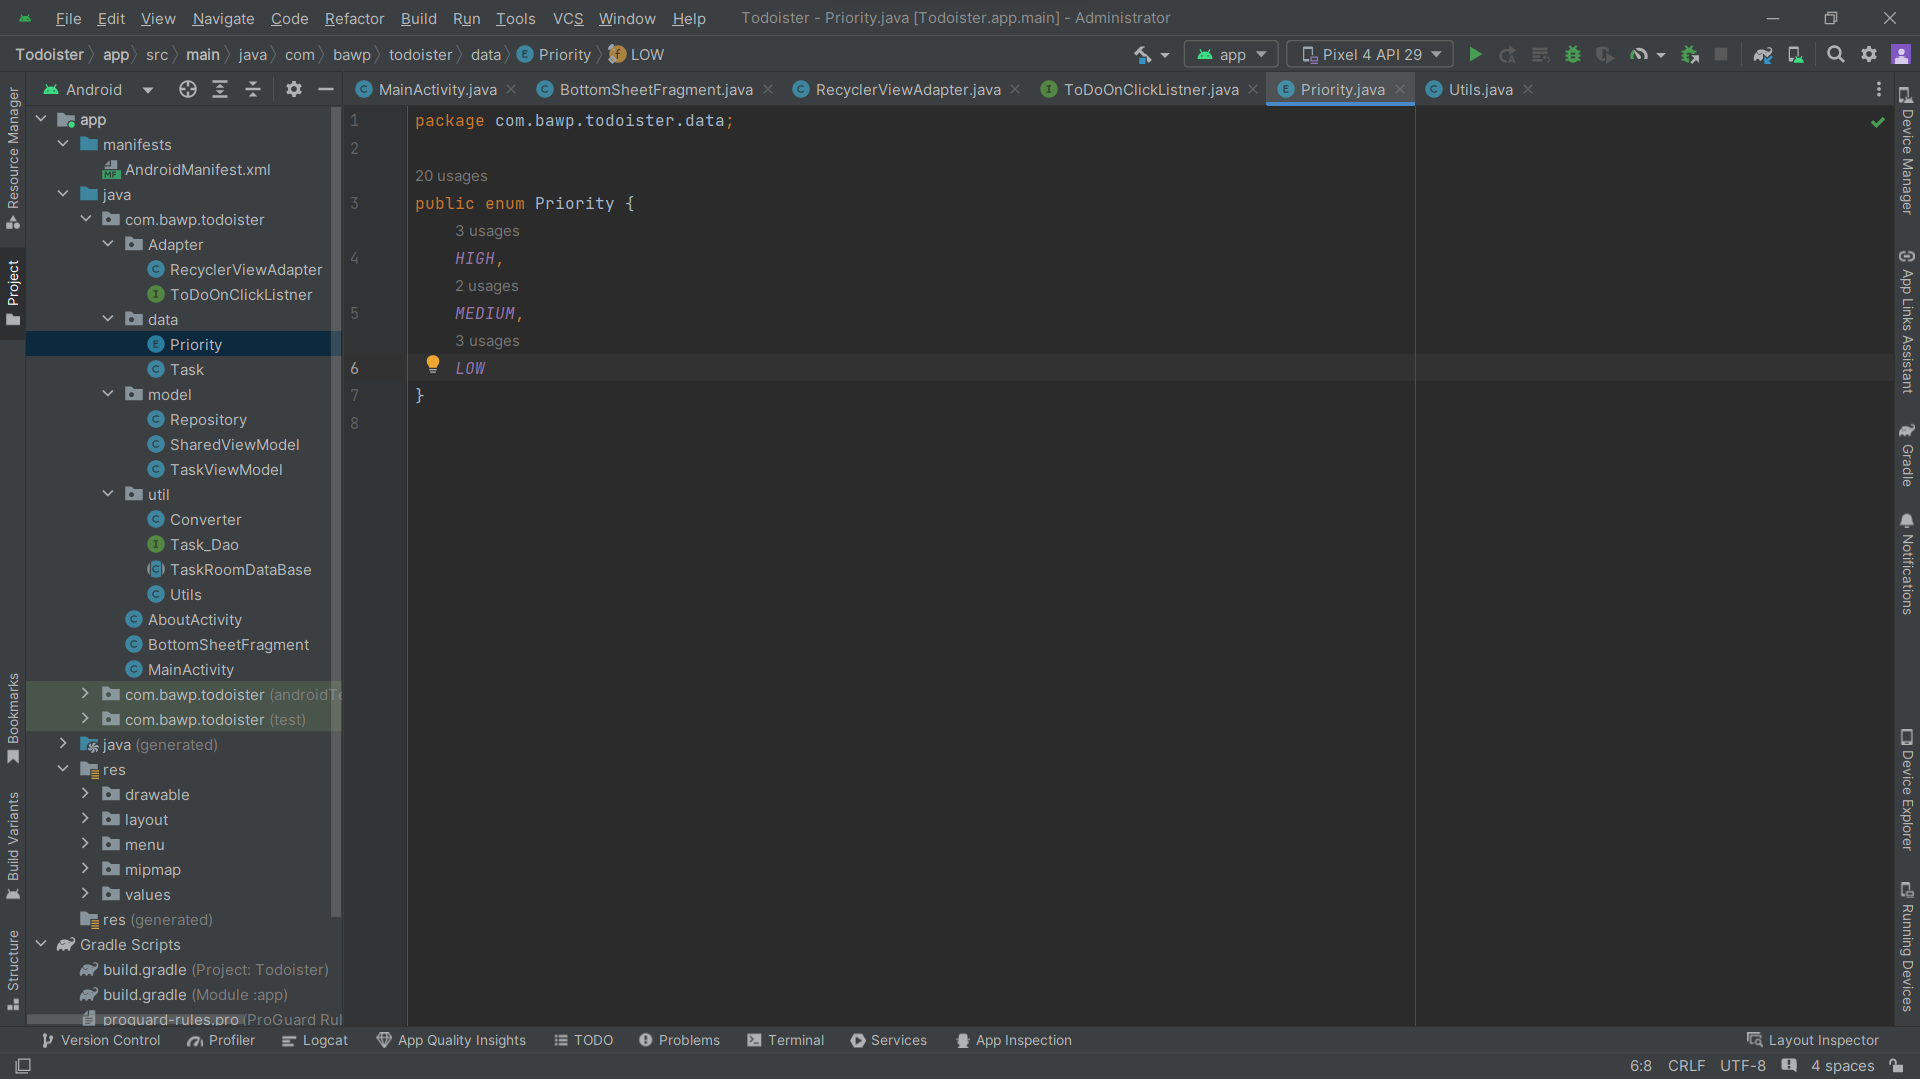 File Edit View Navigate Code Refactor Build Run Tools VCS Window Help Todoister - Priority.java [Todoister.app.main] - Administrator
Todoister app src main java com bawp todoister data Priority LOW app Pixel 4 API 29
Android MainActivity.java BottomSheetFragment.java RecyclerViewAdapter.java ToDoOnClickListner.java Priority.java Utils.java
Resource Manager
Project
Bookmarks
Build Variants
Structure
app
manifests
AndroidManifest.xml
java
com.bawp.todoister
Adapter
RecyclerViewAdapter
ToDoOnClickListner
data
Priority
Task
model
Repository
SharedViewModel
TaskViewModel
util
Converter
Task_Dao
TaskRoomDataBase
Utils
AboutActivity
BottomSheetFragment
MainActivity
com.bawp.todoister (androidTe
com.bawp.todoister (test)
java (generated)
res
drawable
layout
menu
mipmap
values
res (generated)
Gradle Scripts
build.gradle (Project: Todoister)
build.gradle (Module :app)
proguard-rules.pro (ProGuard Rul
1 package com.bawp.todoister.data;
2
20 usages
3 public enum Priority {
3 usages
4 HIGH,
2 usages
5 MEDIUM,
3 usages
6 LOW
7 }
8
Device Manager
App Links Assistant
Gradle
Notifications
Device Explorer
Running Devices
Version Control Profiler Logcat App Quality Insights TODO Problems Terminal Services App Inspection Layout Inspector
6:8 CRLF UTF-8 4 spaces